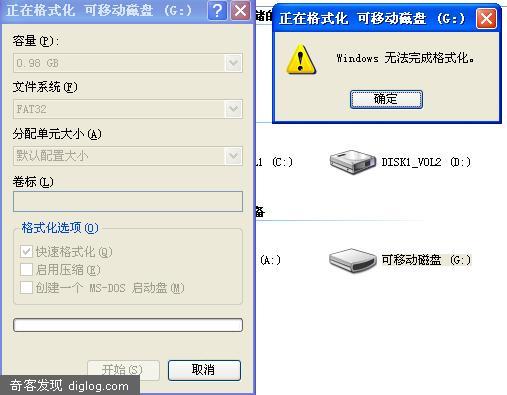 正在格式化 可移动磁盘 (G:)
容量(P):
0.98 GB
文件系统(F)
FAT32
分配单元大小(A)
默认配置大小
卷标(L)
格式化选项(O)
快速格式化(Q)
启用压缩(E)
创建一个 MS-DOS 启动盘(M)
开始(S)
取消
奇客发现 diglog.com
储的
正在格式化 可移动磁盘 (G:)
Windows 无法完成格式化。
确定
L1 (C:)
DISK1_VOL2 (D:)
备
(A:)
可移动磁盘 (G:)